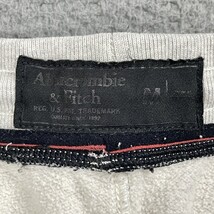 Abercrombie
& Fitch
REG. U.S. PAT. TRADEMARK
M